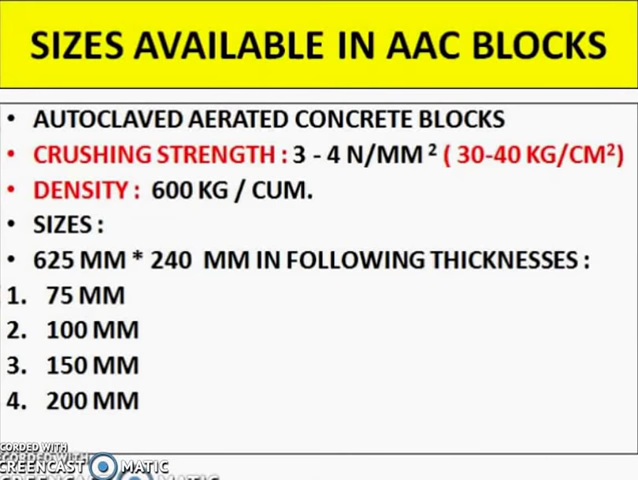 SIZES AVAILABLE IN AAC BLOCKS
• AUTOCLAVED AERATED CONCRETE BLOCKS
• CRUSHING STRENGTH : 3 - 4 N/MM ² ( 30-40 KG/CM²)
• DENSITY : 600 KG / CUM.
• SIZES :
• 625 MM * 240 MM IN FOLLOWING THICKNESSES :
1. 75 MM
2. 100 MM
3. 150 MM
4. 200 MM
CORDED WITH
CREENCAST MATIC